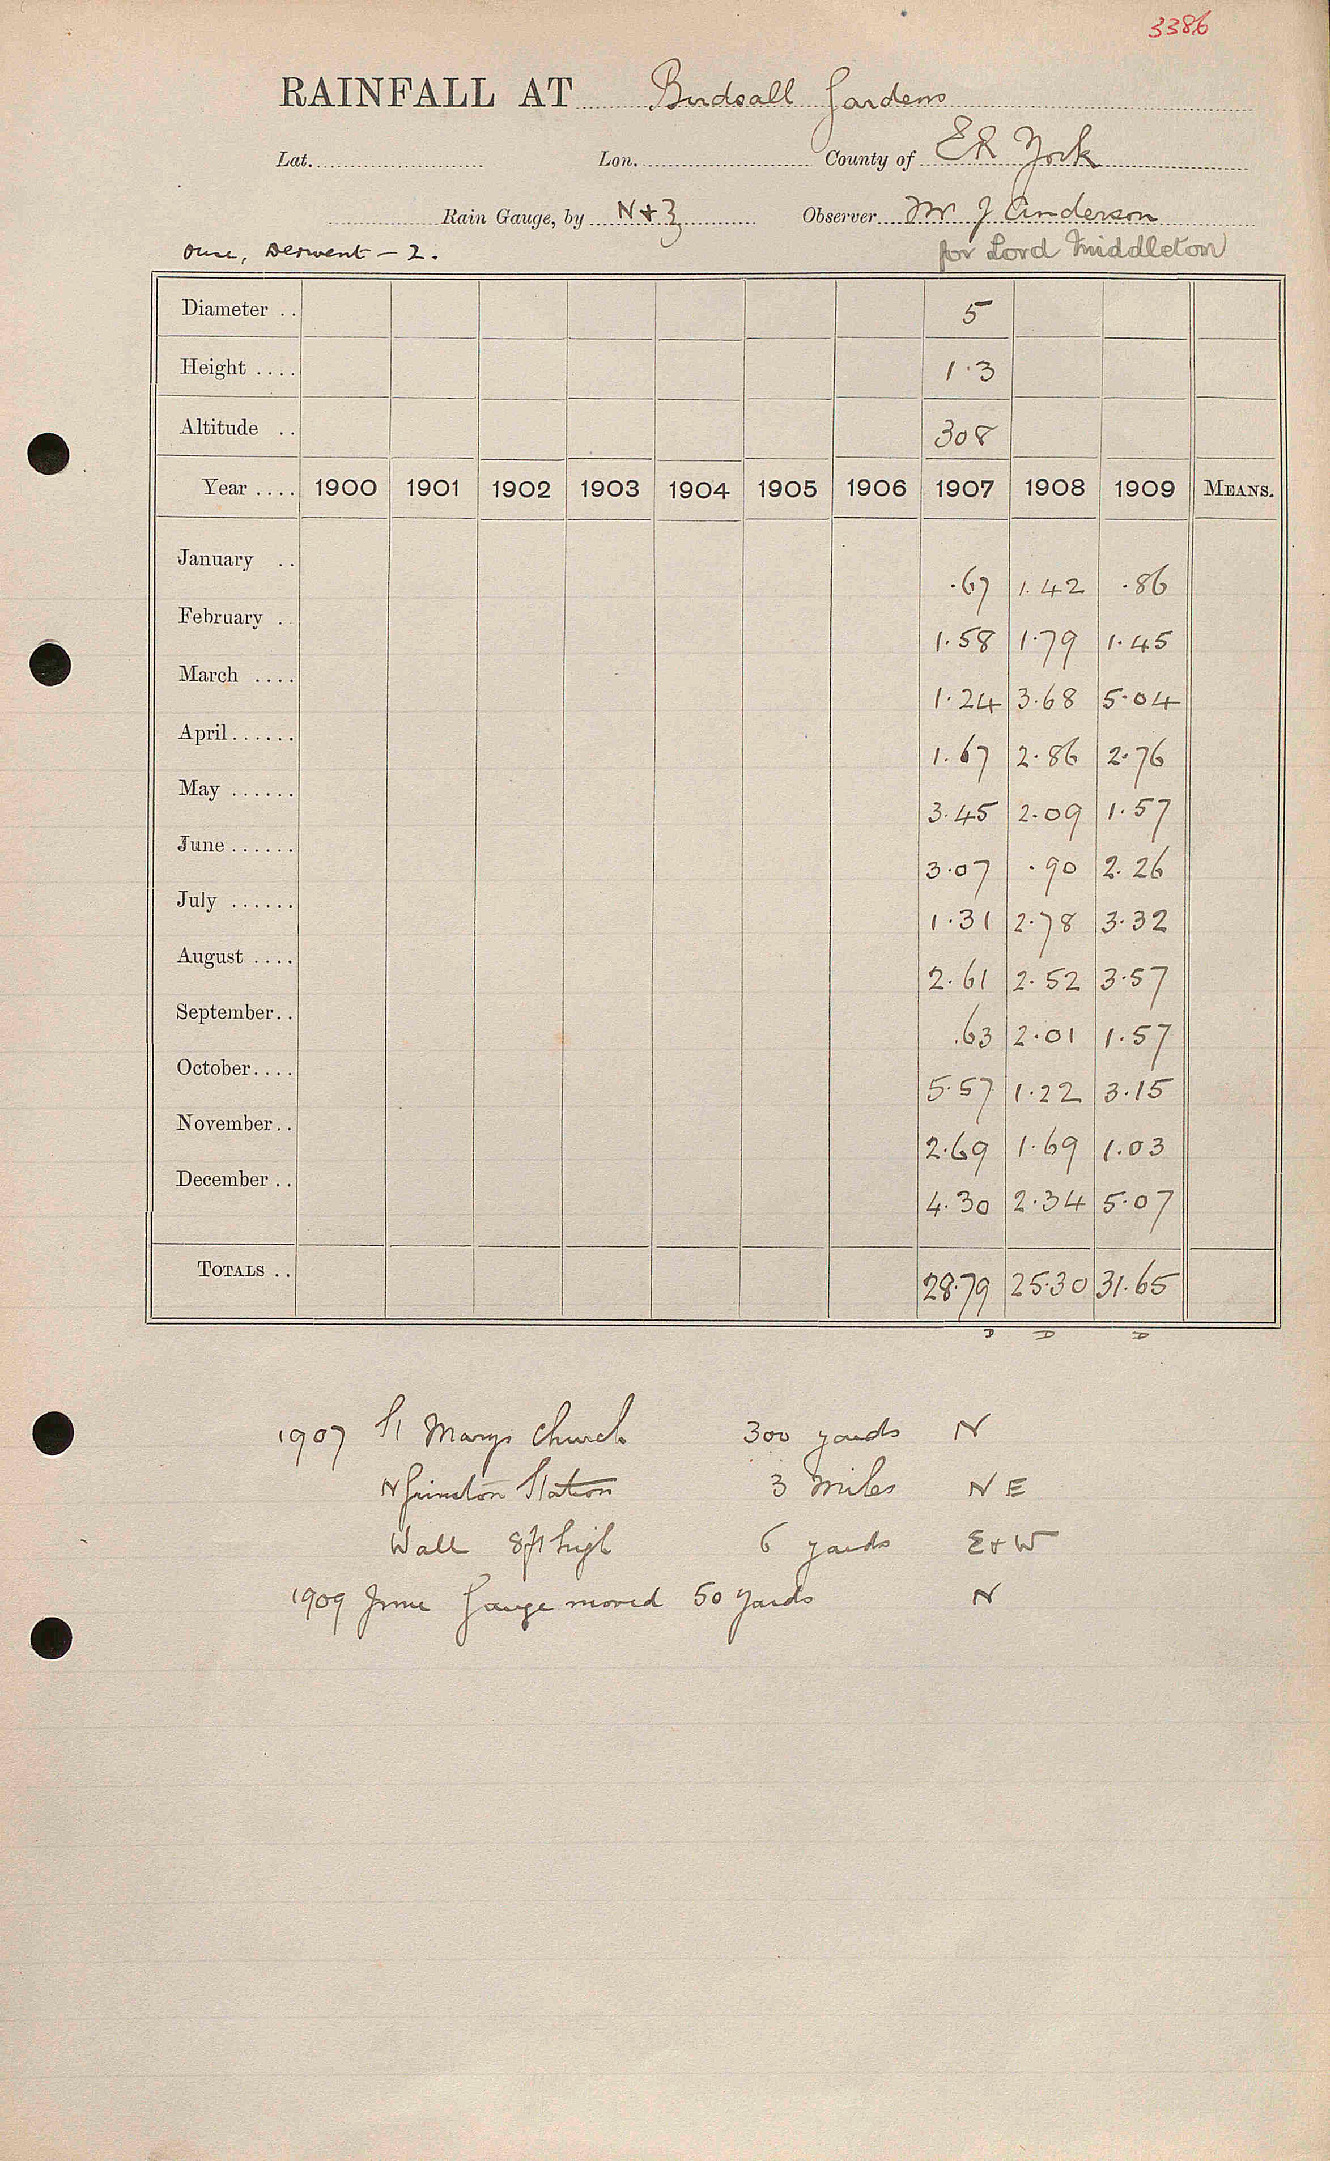 3386
RAINFALL AT Birdsall Gardens
Lat. Lon. County of ER York
Rain Gauge, by N + Z Observer Mr J Anderson
Ouse, Derwent - 2. for Lord Middleton
Diameter .. 5
Height .... 1.3
Altitude .. 308
Year .... 1900 1901 1902 1903 1904 1905 1906 1907 1908 1909 MEANS.
January .. .67 1.42 .86
February . 1.58 1.79 1.45
March .... 1.24 3.68 5.04
April...... 1.67 2.86 2.76
May ...... 3.45 2.09 1.57
June ...... 3.07 .90 2.26
July ...... 1.31 2.78 3.32
August .... 2.61 2.52 3.57
September.. .63 2.01 1.57
October.... 5.57 1.22 3.15
November.. 2.69 1.69 1.03
December .. 4.30 2.34 5.07
TOTALS .. 28.79 25.30 31.65
D D D
1907 St Marys Church 300 yards N
N Grimston Station 3 Miles N E
Wall 8ft high 6 yards E + W
1909 June Gauge moved 50 yards N